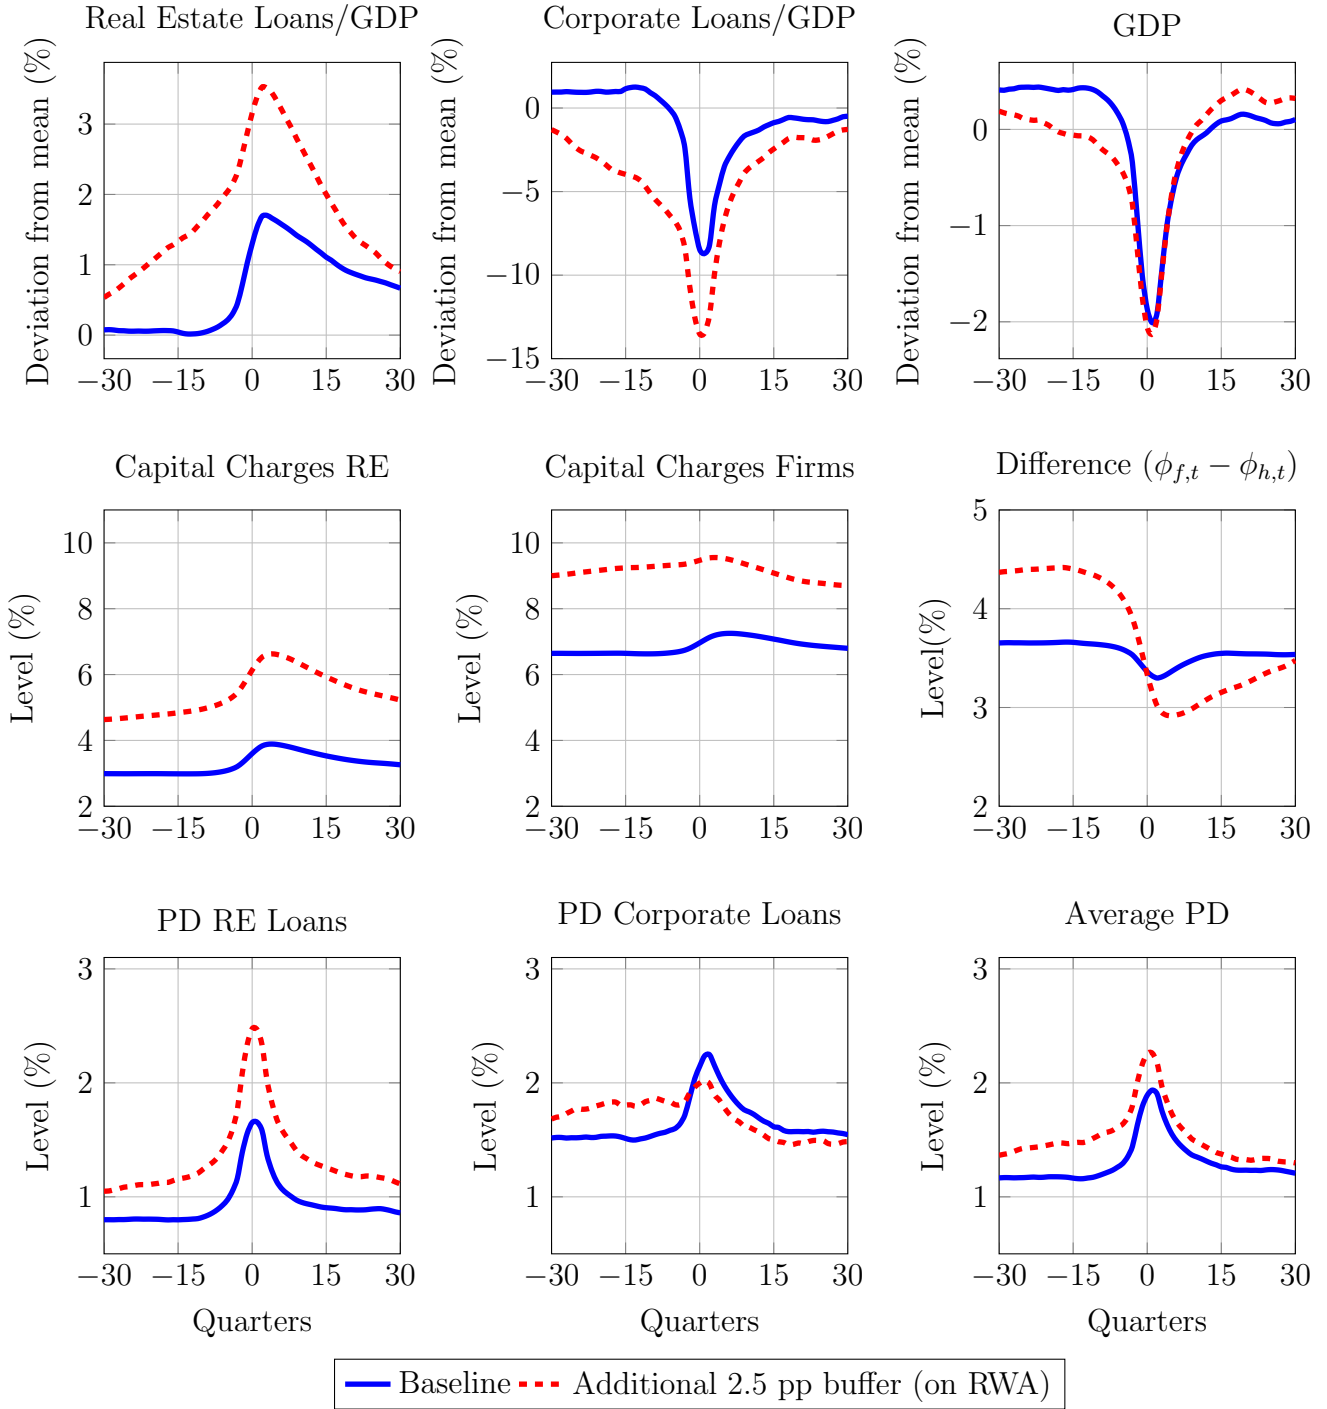 Real Estate Loans/GDP
Deviation from mean (%)
3
2
1
0
−30 −15 0 15 30
Corporate Loans/GDP
Deviation from mean (%)
0
−5
−10
−15
−30 −15 0 15 30
GDP
Deviation from mean (%)
0
−1
−2
−30 −15 0 15 30
Capital Charges RE
Level (%)
10
8
6
4
2
−30 −15 0 15 30
Capital Charges Firms
Level (%)
10
8
6
4
2
−30 −15 0 15 30
Difference (ϕf,t − ϕh,t)
Level(%)
5
4
3
2
−30 −15 0 15 30
PD RE Loans
Level (%)
3
2
1
−30 −15 0 15 30
Quarters
PD Corporate Loans
Level (%)
3
2
1
−30 −15 0 15 30
Quarters
Average PD
Level (%)
3
2
1
−30 −15 0 15 30
Quarters
Baseline Additional 2.5 pp buffer (on RWA)